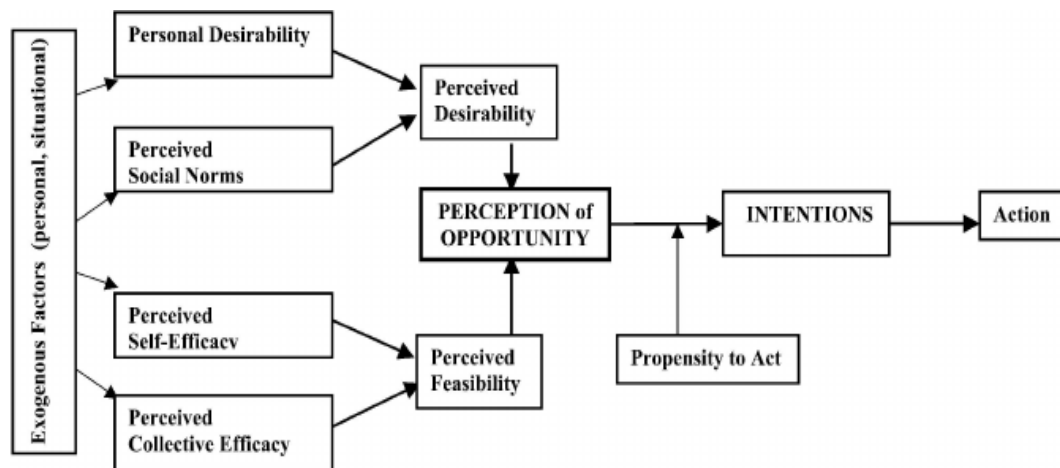 Exogenous Factors (personal, situational)
Personal Desirability
Perceived
Social Norms
Perceived
Self-Efficacy
Perceived
Collective Efficacy
Perceived
Desirability
PERCEPTION of
OPPORTUNITY
Perceived
Feasibility
INTENTIONS
Propensity to Act
Action